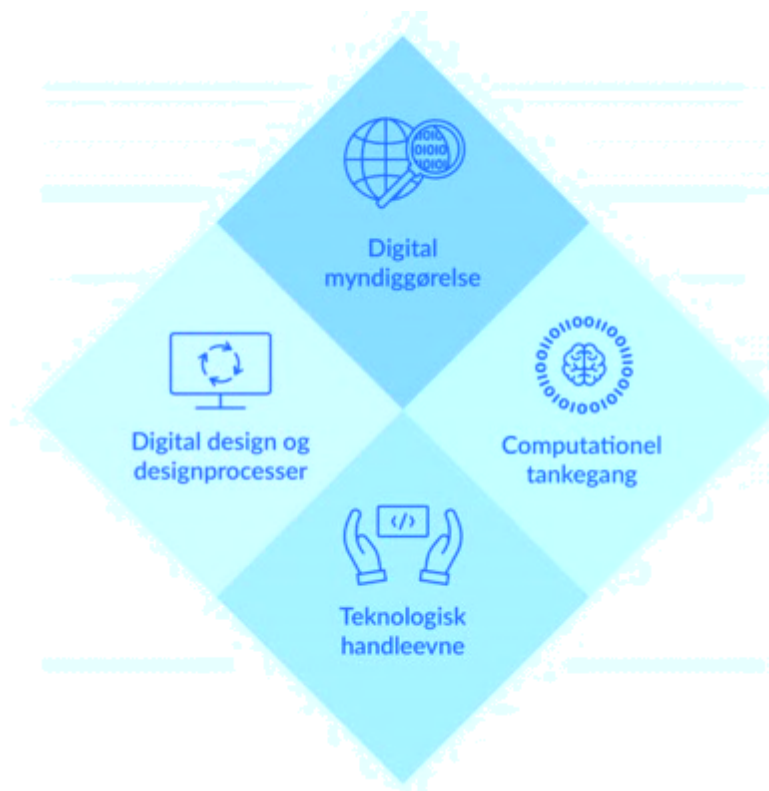 Digital
myndiggørelse
Digital design og
designprocesser
Computationel
tankegang
Teknologisk
handleevne